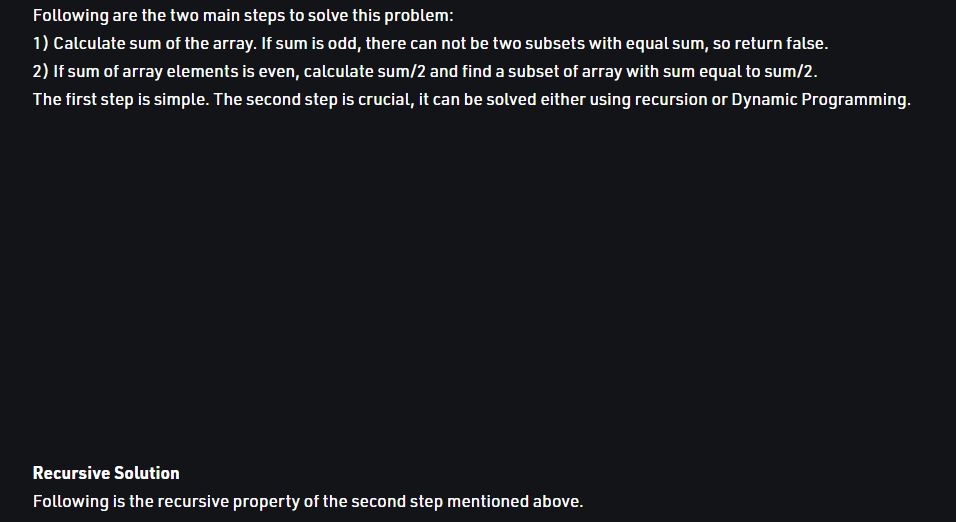 Following are the two main steps to solve this problem:
1) Calculate sum of the array. If sum is odd, there can not be two subsets with equal sum, so return false.
2) If sum of array elements is even, calculate sum/2 and find a subset of array with sum equal to sum/2.
The first step is simple. The second step is crucial, it can be solved either using recursion or Dynamic Programming.
Recursive Solution
Following is the recursive property of the second step mentioned above.